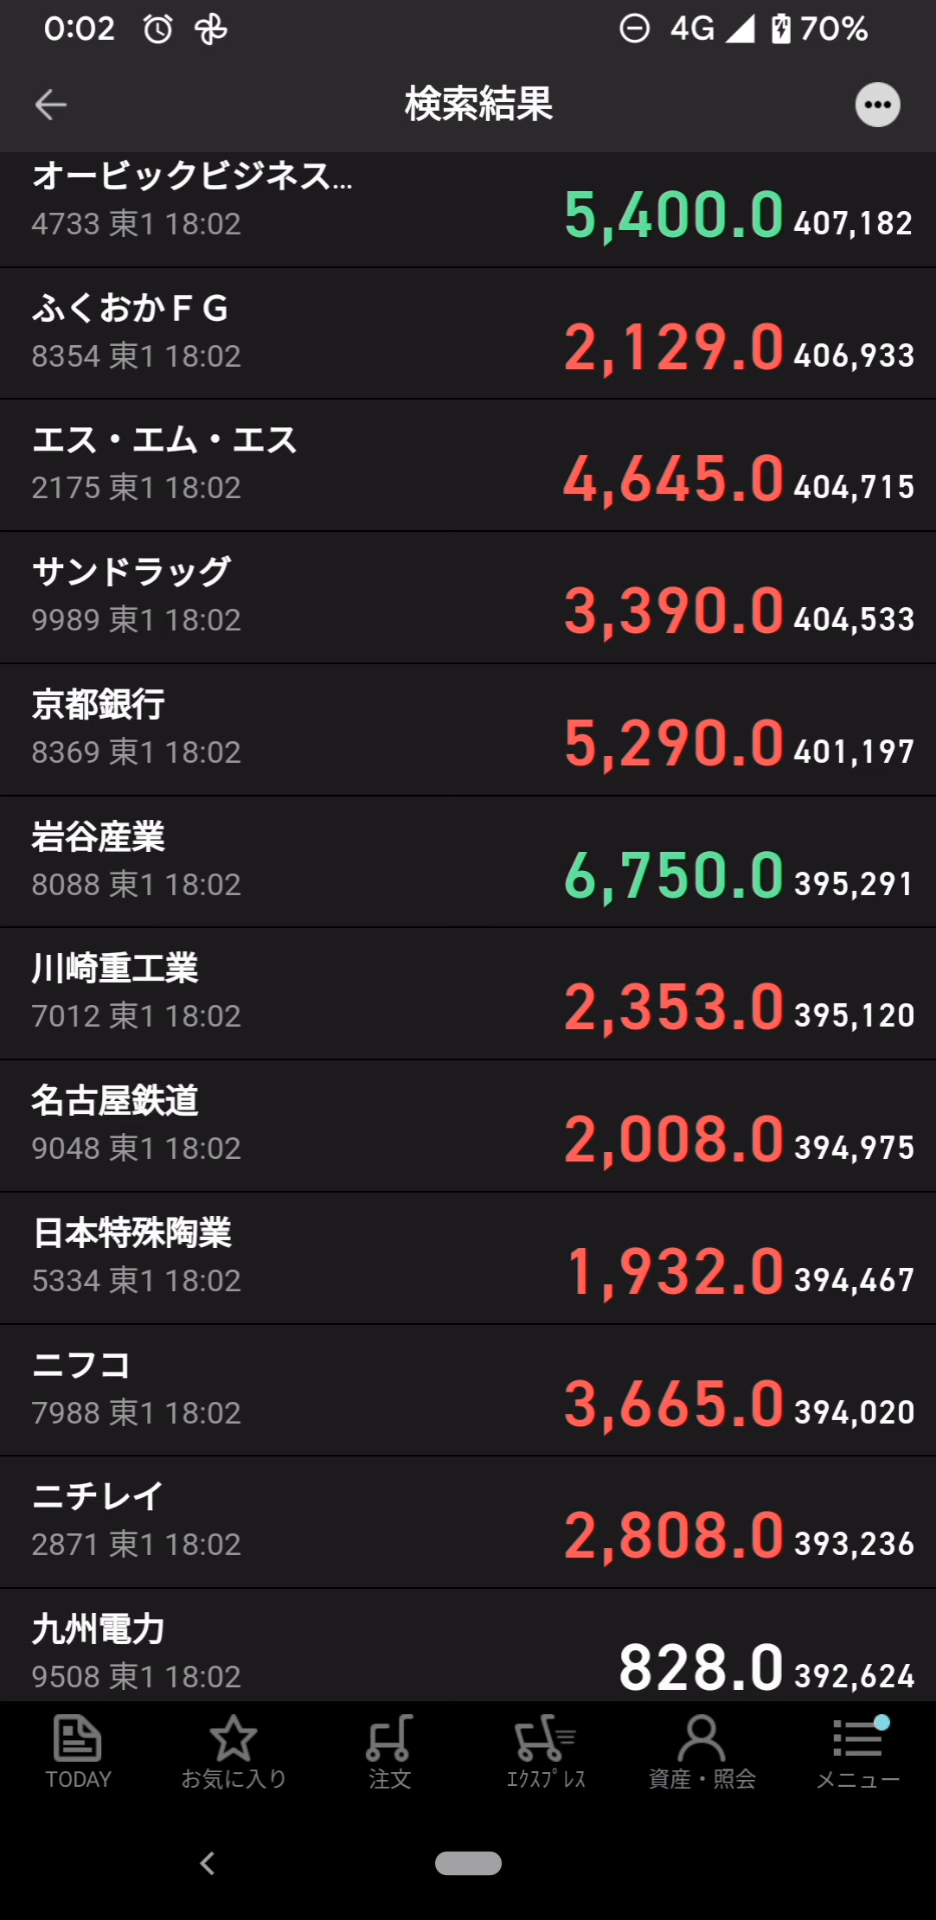 0:02 4G 70%
検索結果
オービックビジネス...
4733 東1 18:02
5,400.0 407,182
ふくおかＦＧ
8354 東1 18:02
2,129.0 406,933
エス・エム・エス
2175 東1 18:02
4,645.0 404,715
サンドラッグ
9989 東1 18:02
3,390.0 404,533
京都銀行
8369 東1 18:02
5,290.0 401,197
岩谷産業
8088 東1 18:02
6,750.0 395,291
川崎重工業
7012 東1 18:02
2,353.0 395,120
名古屋鉄道
9048 東1 18:02
2,008.0 394,975
日本特殊陶業
5334 東1 18:02
1,932.0 394,467
ニフコ
7988 東1 18:02
3,665.0 394,020
ニチレイ
2871 東1 18:02
2,808.0 393,236
九州電力
9508 東1 18:02
828.0 392,624
TODAY お気に入り 注文 ｴｸｽﾌﾟﾚｽ 資産・照会 メニュー